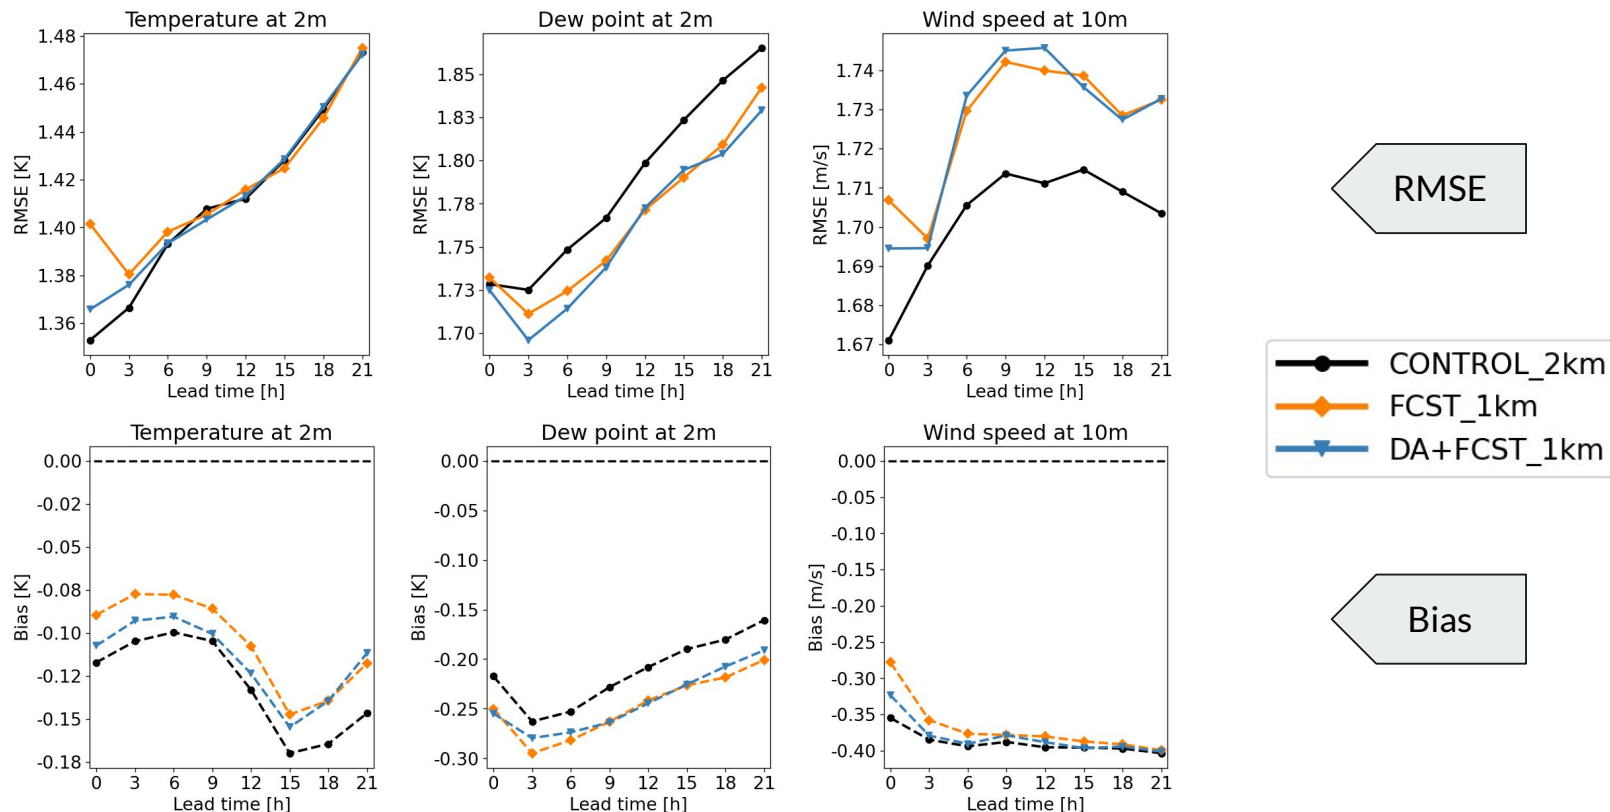 Temperature at 2m
1.48
1.46
1.44
1.42
1.40
1.38
1.36
RMSE [K]
0 3 6 9 12 15 18 21
Lead time [h]
Dew point at 2m
1.85
1.83
1.80
1.78
1.75
1.73
1.70
RMSE [K]
0 3 6 9 12 15 18 21
Lead time [h]
Wind speed at 10m
1.74
1.73
1.72
1.71
1.70
1.69
1.68
1.67
RMSE [m/s]
0 3 6 9 12 15 18 21
Lead time [h]
RMSE
CONTROL_2km
FCST_1km
DA+FCST_1km
Temperature at 2m
0.00
-0.02
-0.05
-0.08
-0.10
-0.12
-0.15
-0.18
Bias [K]
0 3 6 9 12 15 18 21
Lead time [h]
Dew point at 2m
0.00
-0.05
-0.10
-0.15
-0.20
-0.25
-0.30
Bias [K]
0 3 6 9 12 15 18 21
Lead time [h]
Wind speed at 10m
0.00
-0.05
-0.10
-0.15
-0.20
-0.25
-0.30
-0.35
-0.40
Bias [m/s]
0 3 6 9 12 15 18 21
Lead time [h]
Bias